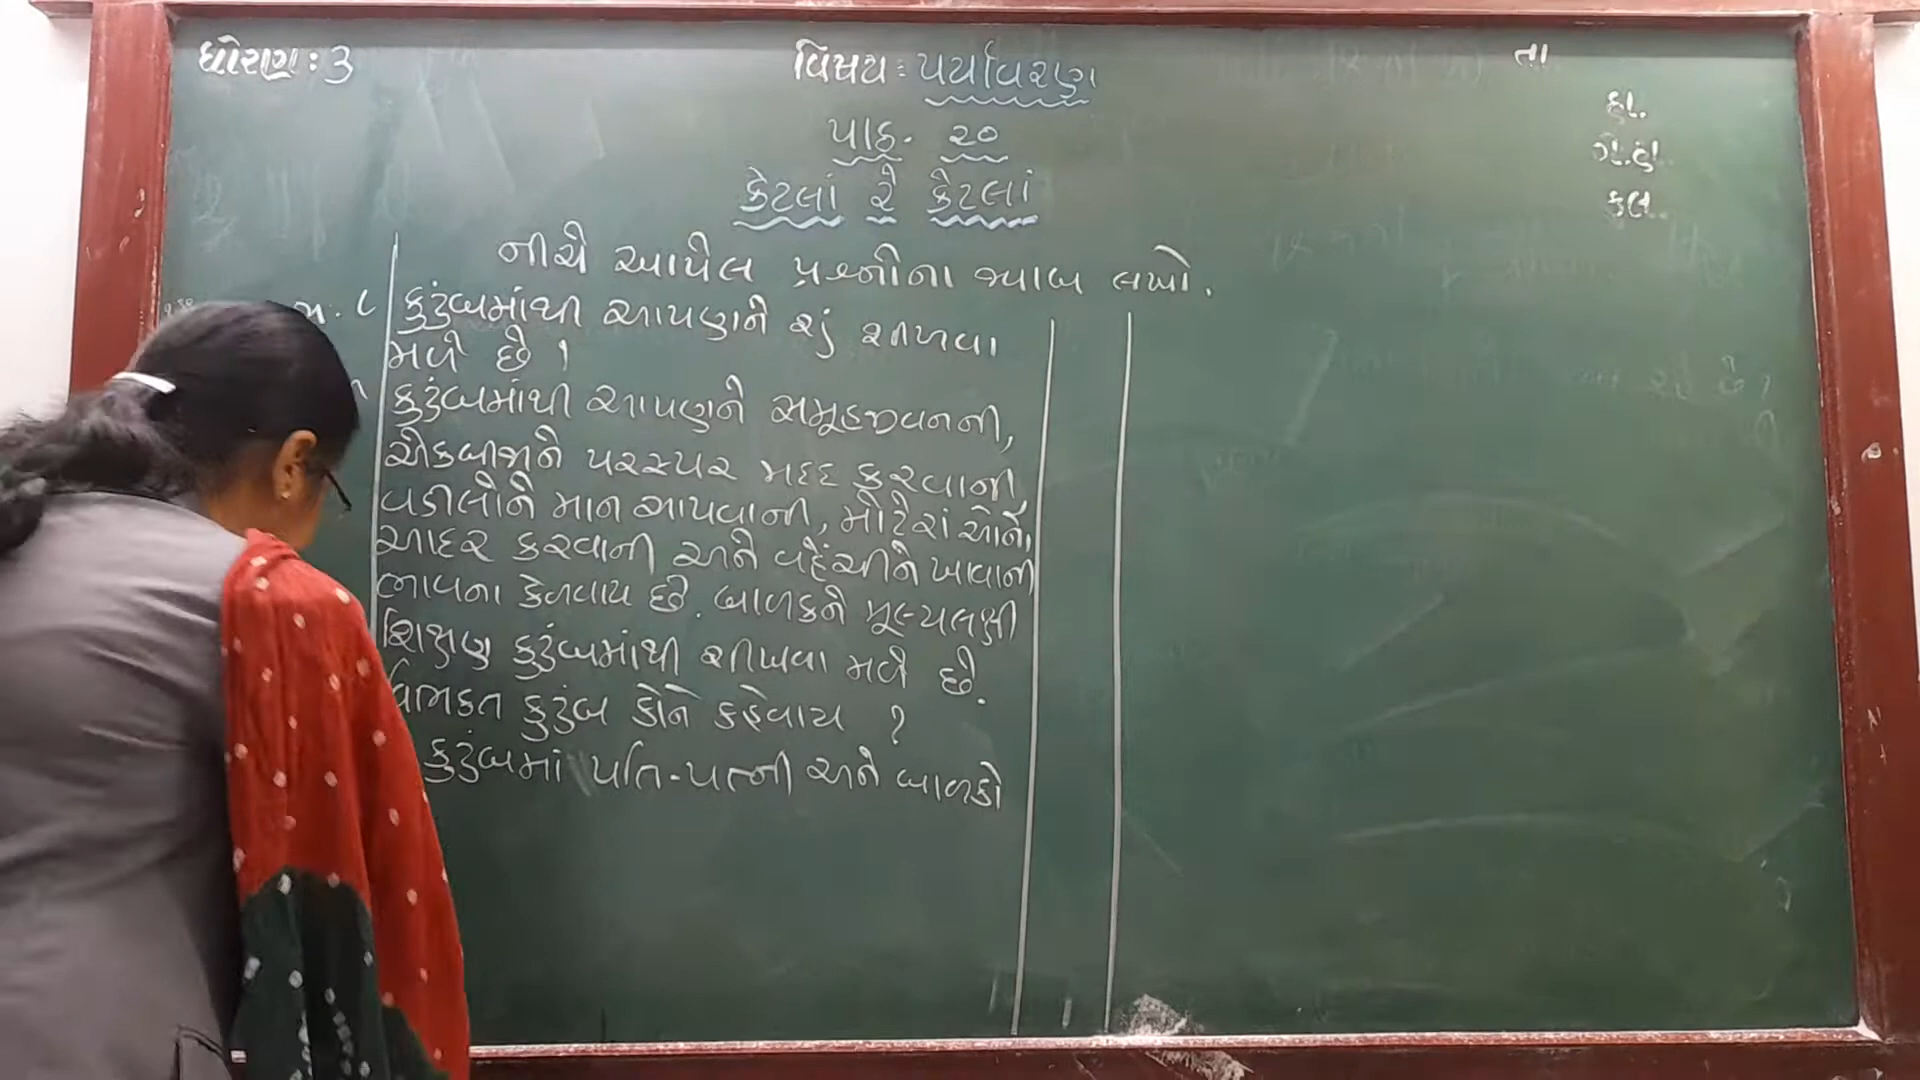 ધોરણ : 3
વિષય : પર્યાવરણ
તા.
પાઠ - ૨૦
હા.
ગે.હા.
કુલ.
કેટલાં રે કેટલાં
નીચે આપેલ પ્રશ્નોના જવાબ લખો.
૮ કુટુંબમાંથી આપણને શું શીખવા
મળે છે ?
કુટુંબમાંથી આપણને સમૂહજીવનની,
એકબીજાને પરસ્પર મદદ કરવાની,
વડીલોને માન આપવાની, મોટેરાંઓને
આદર કરવાની અને વહેંચીને ખાવાની
ભાવના કેળવાય છે. બાળકને મૂલ્યલક્ષી
શિક્ષણ કુટુંબમાંથી શીખવા મળે છે.
વિભક્ત કુટુંબ કોને કહેવાય ?
કુટુંબમાં પતિ-પત્ની અને બાળકો